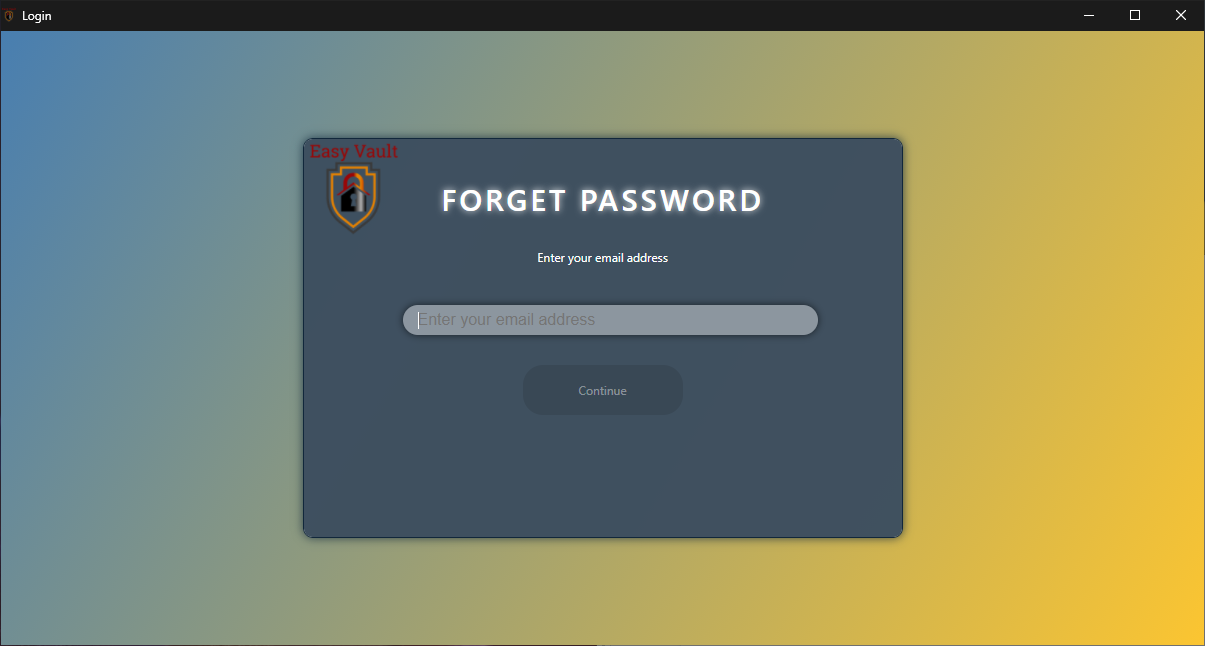 Login
Easy Vault
FORGET PASSWORD
Enter your email address
Enter your email address
Continue